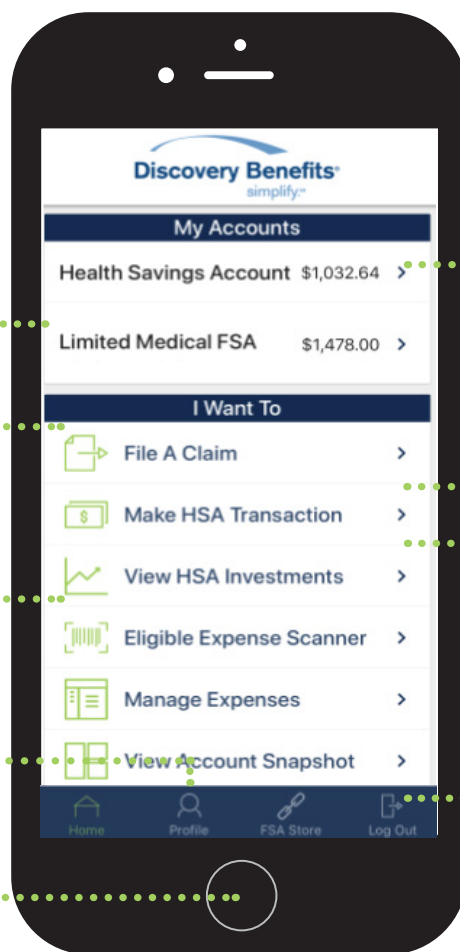 Discovery Benefits®
simplify.℠
My Accounts
Health Savings Account $1,032.64 >
Limited Medical FSA $1,478.00 >
I Want To
File A Claim >
$ Make HSA Transaction >
View HSA Investments >
Eligible Expense Scanner >
Manage Expenses >
View Account Snapshot >
Home Profile FSA Store Log Out